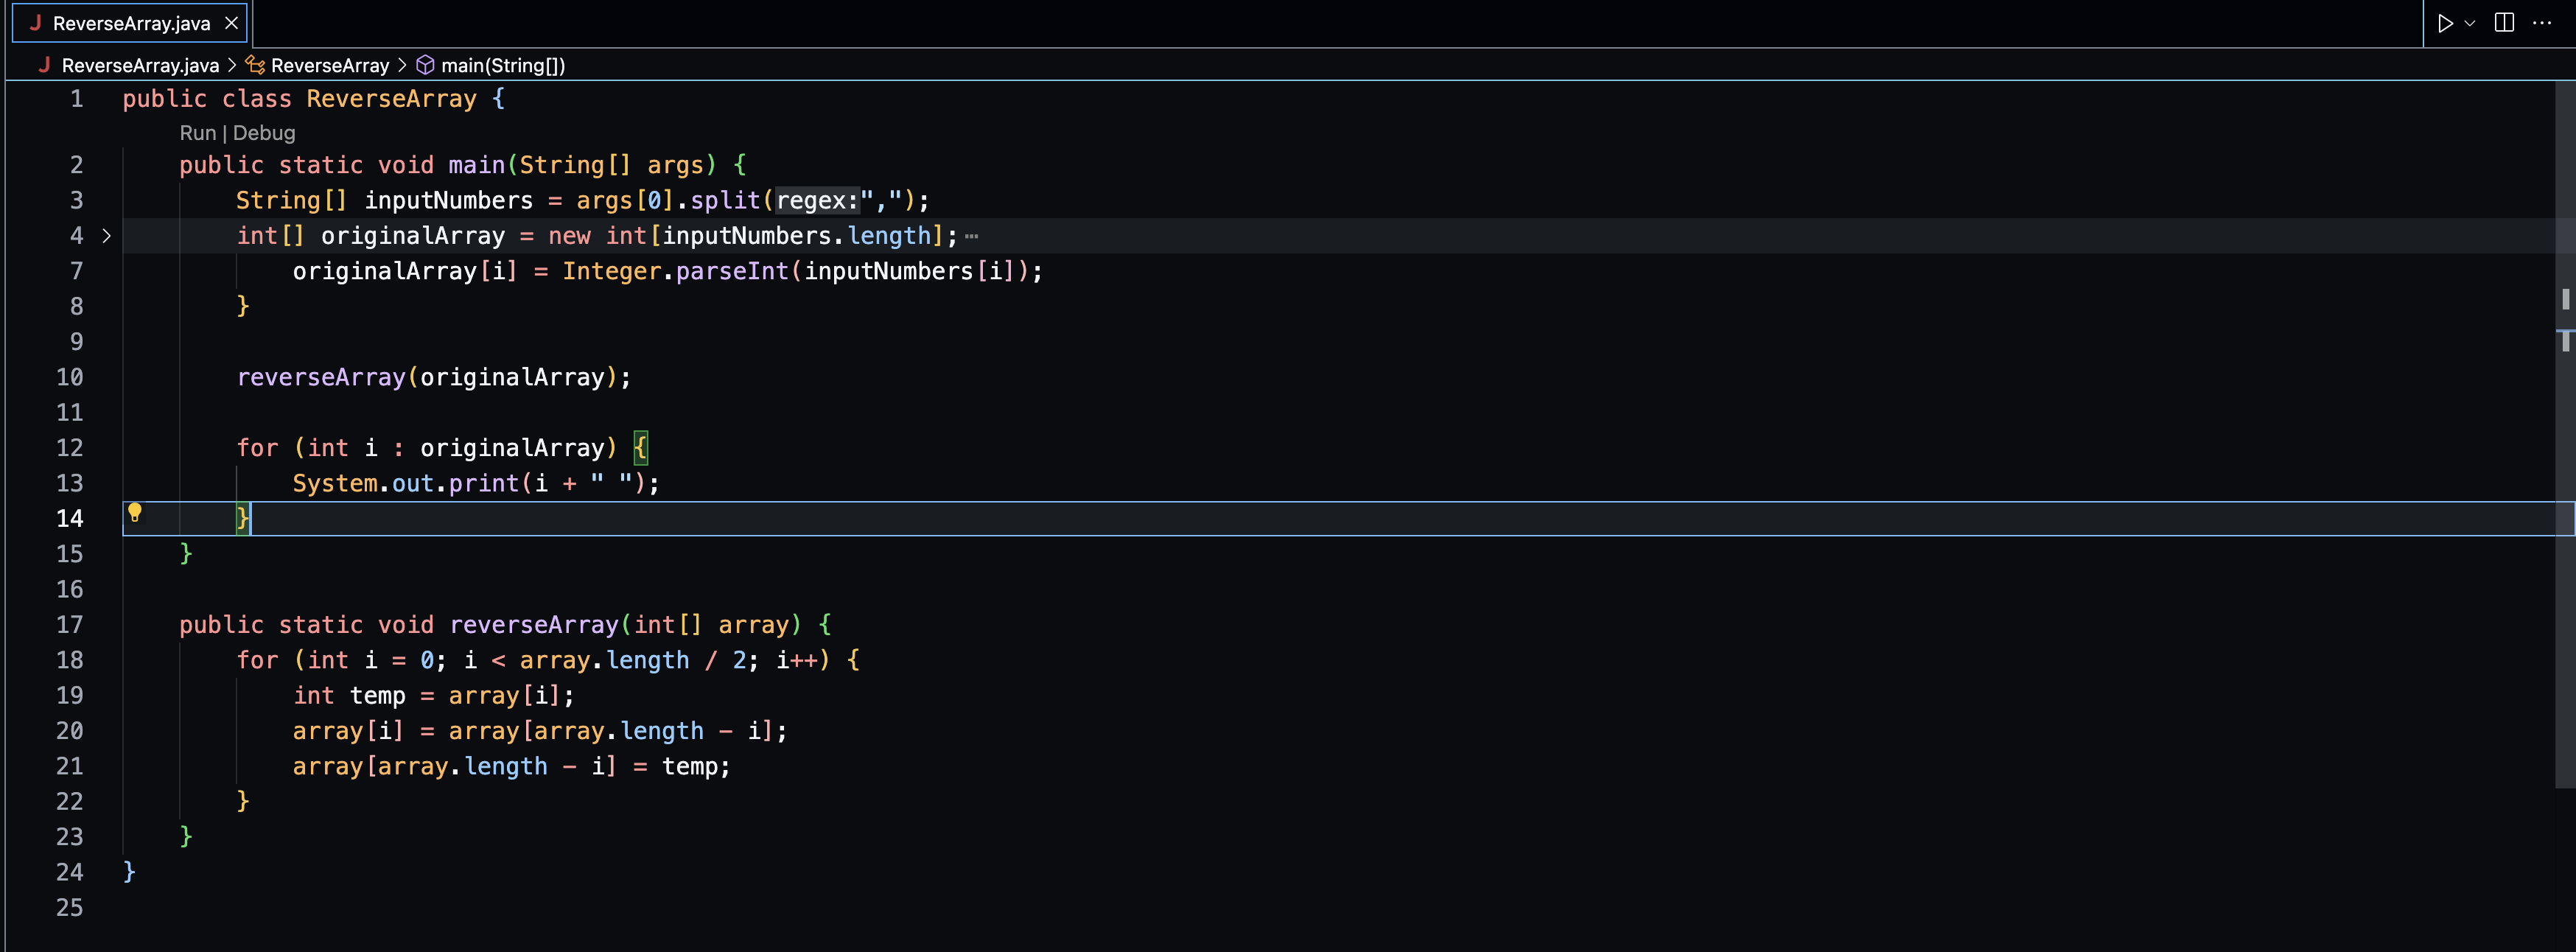 ReverseArray.java
ReverseArray.java > ReverseArray > main(String[])
1 public class ReverseArray {
Run | Debug
2     public static void main(String[] args) {
3         String[] inputNumbers = args[0].split(regex:",");
4         int[] originalArray = new int[inputNumbers.length]; ⋯
7             originalArray[i] = Integer.parseInt(inputNumbers[i]);
8         }
9
10         reverseArray(originalArray);
11
12         for (int i : originalArray) {
13             System.out.print(i + " ");
14         }
15     }
16
17     public static void reverseArray(int[] array) {
18         for (int i = 0; i < array.length / 2; i++) {
19             int temp = array[i];
20             array[i] = array[array.length - i];
21             array[array.length - i] = temp;
22         }
23     }
24 }
25